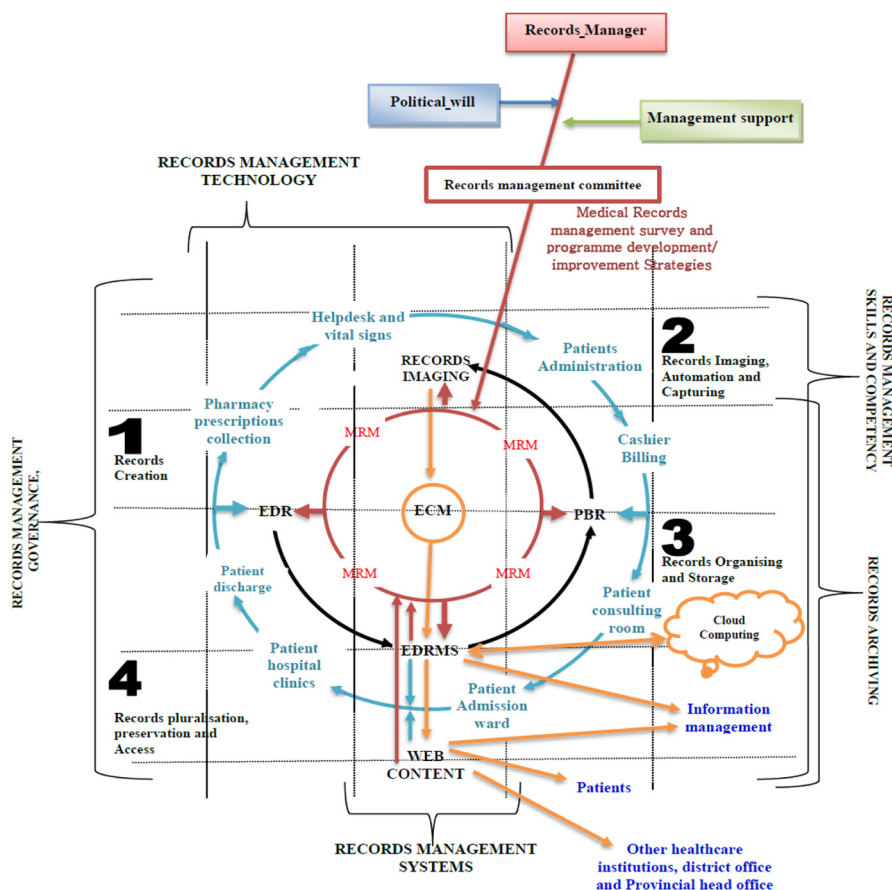 Records_Manager
Political_will
Management support
RECORDS MANAGEMENT
TECHNOLOGY
Records management committee
Medical Records
management survey and
programme development/
improvement Strategies
RECORDS MANAGEMENT
SKILLS AND COMPETENCY
Helpdesk and
vital signs
2
Records Imaging,
Automation and
Capturing
Patients
Administration
RECORDS
IMAGING
Pharmacy
prescriptions
collection
1
Records
Creation
MRM
MRM
Cashier
Billing
RECORDS MANAGEMENT
GOVERNANCE,
EDR
ECM
PBR
3
Records Organising
and Storage
MRM
MRM
Patient
discharge
Patient
consulting
room
Cloud
Computing
RECORDS ARCHIVING
Patient
hospital
clinics
EDRMS
4
Records pluralisation,
preservation and
Access
Patient
Admission
ward
Information
management
WEB
CONTENT
Patients
RECORDS MANAGEMENT
SYSTEMS
Other healthcare
institutions, district office
and Provincial head office